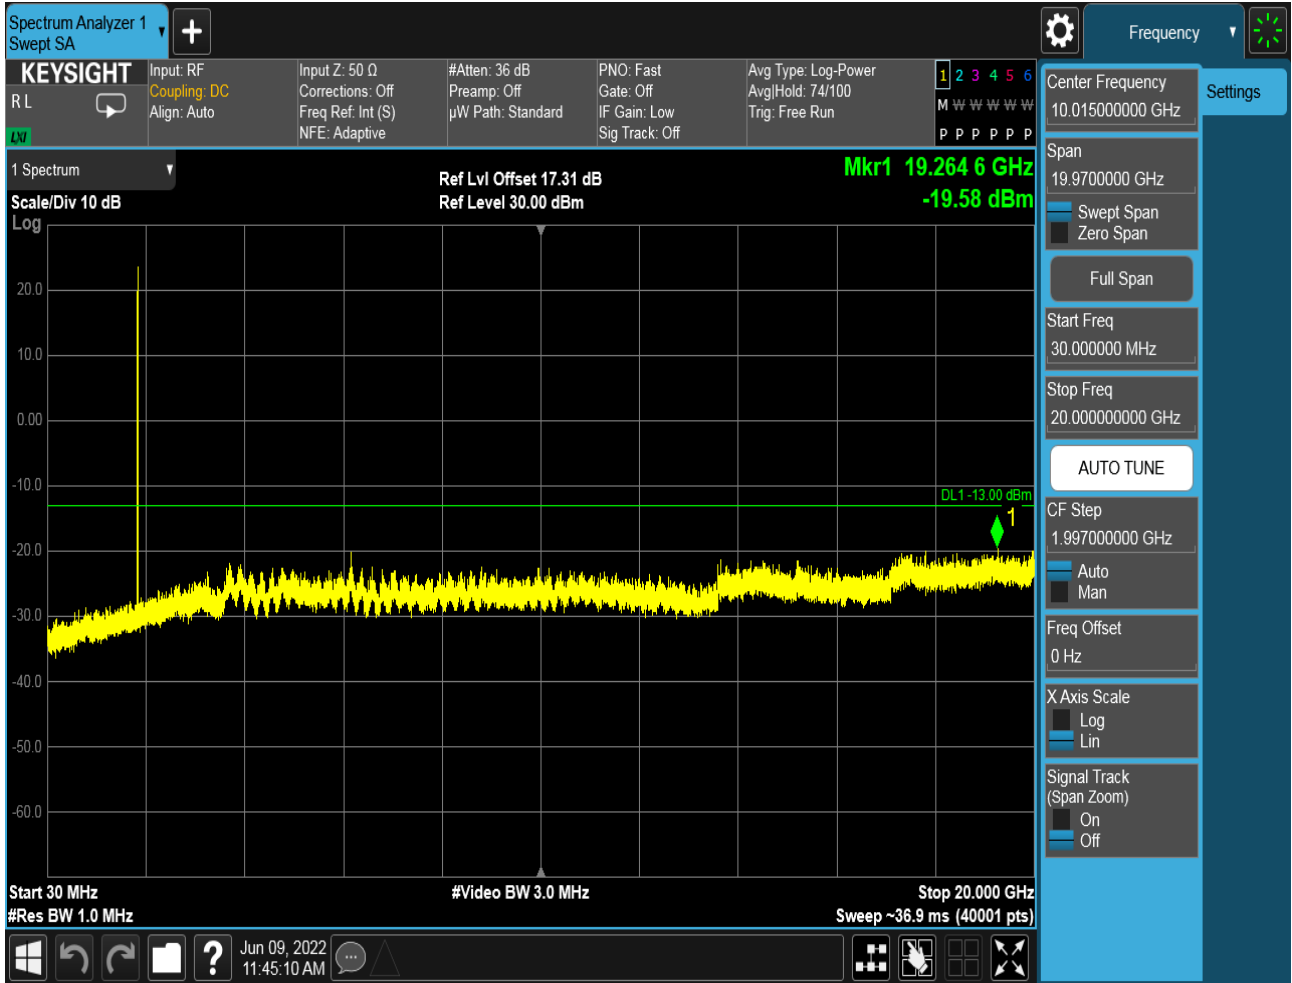 Spectrum Analyzer 1
Swept SA
+
Frequency
KEYSIGHT
R L
LXI
Input: RF
Coupling: DC
Align: Auto
Input Z: 50 Ω
Corrections: Off
Freq Ref: Int (S)
NFE: Adaptive
#Atten: 36 dB
Preamp: Off
µW Path: Standard
PNO: Fast
Gate: Off
IF Gain: Low
Sig Track: Off
Avg Type: Log-Power
Avg|Hold: 74/100
Trig: Free Run
1 2 3 4 5 6
M W W W W W
P P P P P P
1 Spectrum
Scale/Div 10 dB
Log
Ref Lvl Offset 17.31 dB
Ref Level 30.00 dBm
Mkr1 19.264 6 GHz
-19.58 dBm
20.0
10.0
0.00
-10.0
-20.0
-30.0
-40.0
-50.0
-60.0
DL1 -13.00 dBm
1
Start 30 MHz
#Res BW 1.0 MHz
#Video BW 3.0 MHz
Stop 20.000 GHz
Sweep ~36.9 ms (40001 pts)
Center Frequency
10.015000000 GHz
Settings
Span
19.9700000 GHz
Swept Span
Zero Span
Full Span
Start Freq
30.000000 MHz
Stop Freq
20.000000000 GHz
AUTO TUNE
CF Step
1.997000000 GHz
Auto
Man
Freq Offset
0 Hz
X Axis Scale
Log
Lin
Signal Track
(Span Zoom)
On
Off
?
Jun 09, 2022
11:45:10 AM